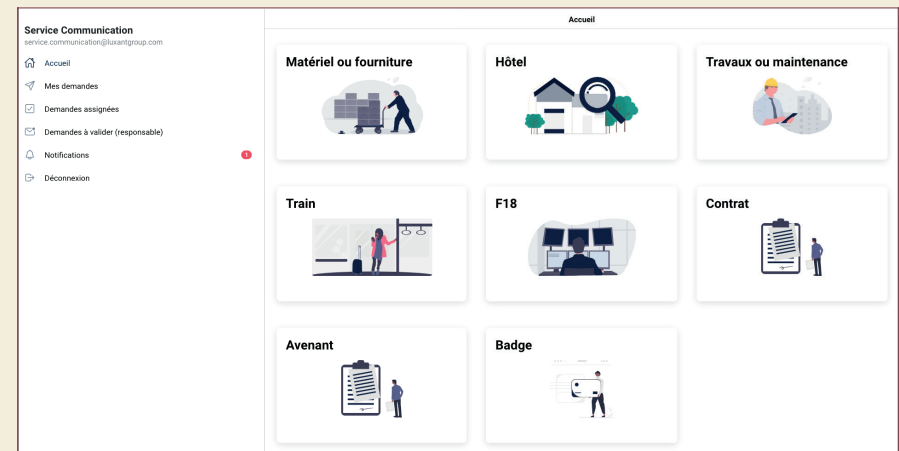 Service Communication
service.communication@luxantgroup.com
Accueil
Mes demandes
Demandes assignées
Demandes à valider (responsable)
Notifications 1
Déconnexion
Accueil
Matériel ou fourniture
Hôtel
Travaux ou maintenance
Train
F18
Contrat
Avenant
Badge